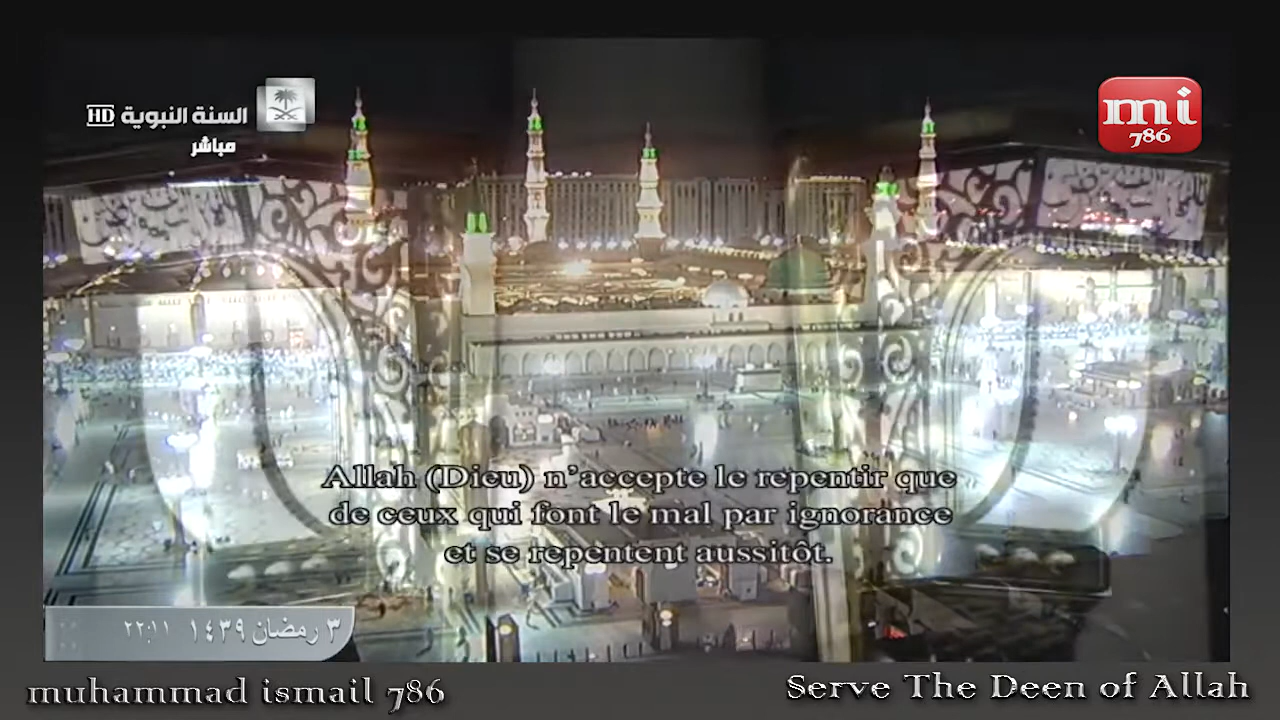 السنة النبوية HD
مباشر
mi
786
Allah (Dieu) n'accepte le repentir que
de ceux qui font le mal par ignorance
et se repentent aussitôt.
٣ رمضان ١٤٣٩ ٢٢:١١
muhammad ismail 786
Serve The Deen of Allah